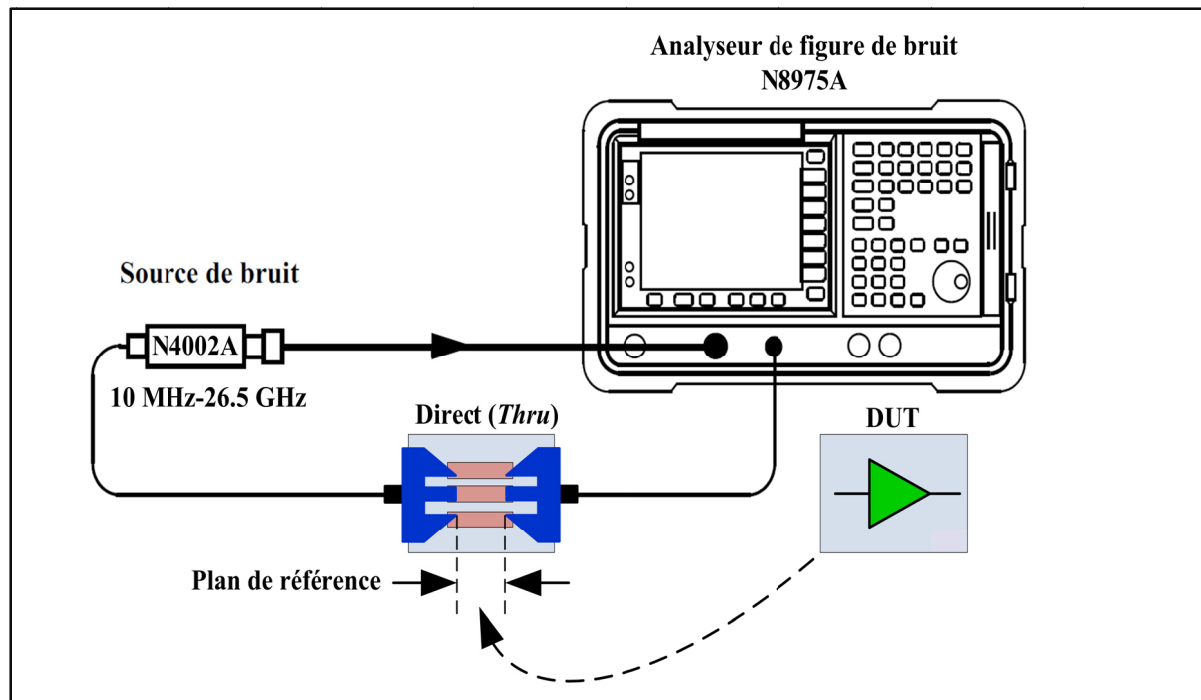 Analyseur de figure de bruit
N8975A
Source de bruit
N4002A
10 MHz-26.5 GHz
Direct (Thru)
DUT
Plan de référence